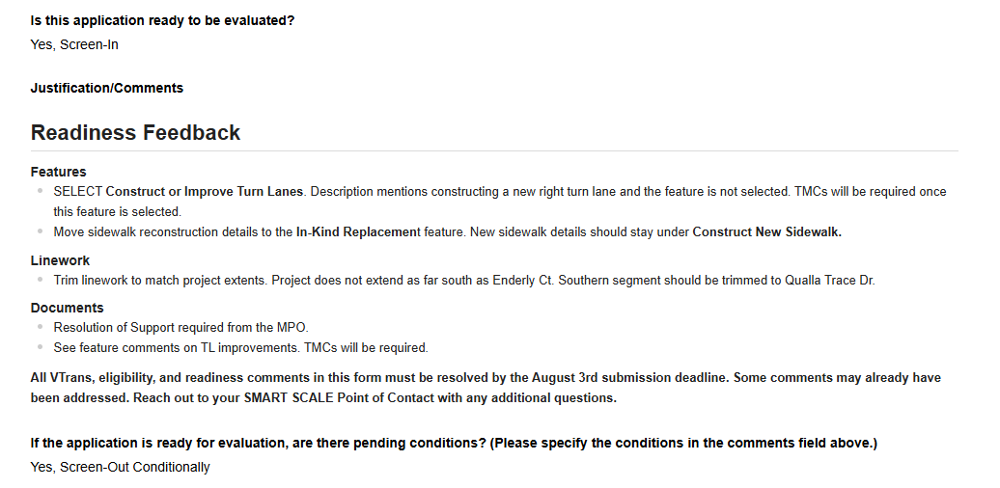 Is this application ready to be evaluated?
Yes, Screen-In
Justification/Comments
Readiness Feedback
Features
SELECT Construct or Improve Turn Lanes. Description mentions constructing a new right turn lane and the feature is not selected. TMCs will be required once
this feature is selected.
Move sidewalk reconstruction details to the In-Kind Replacement feature. New sidewalk details should stay under Construct New Sidewalk.
Linework
Trim linework to match project extents. Project does not extend as far south as Enderly Ct. Southern segment should be trimmed to Qualla Trace Dr.
Documents
Resolution of Support required from the MPO.
See feature comments on TL improvements. TMCs will be required.
All VTrans, eligibility, and readiness comments in this form must be resolved by the August 3rd submission deadline. Some comments may already have
been addressed. Reach out to your SMART SCALE Point of Contact with any additional questions.
If the application is ready for evaluation, are there pending conditions? (Please specify the conditions in the comments field above.)
Yes, Screen-Out Conditionally